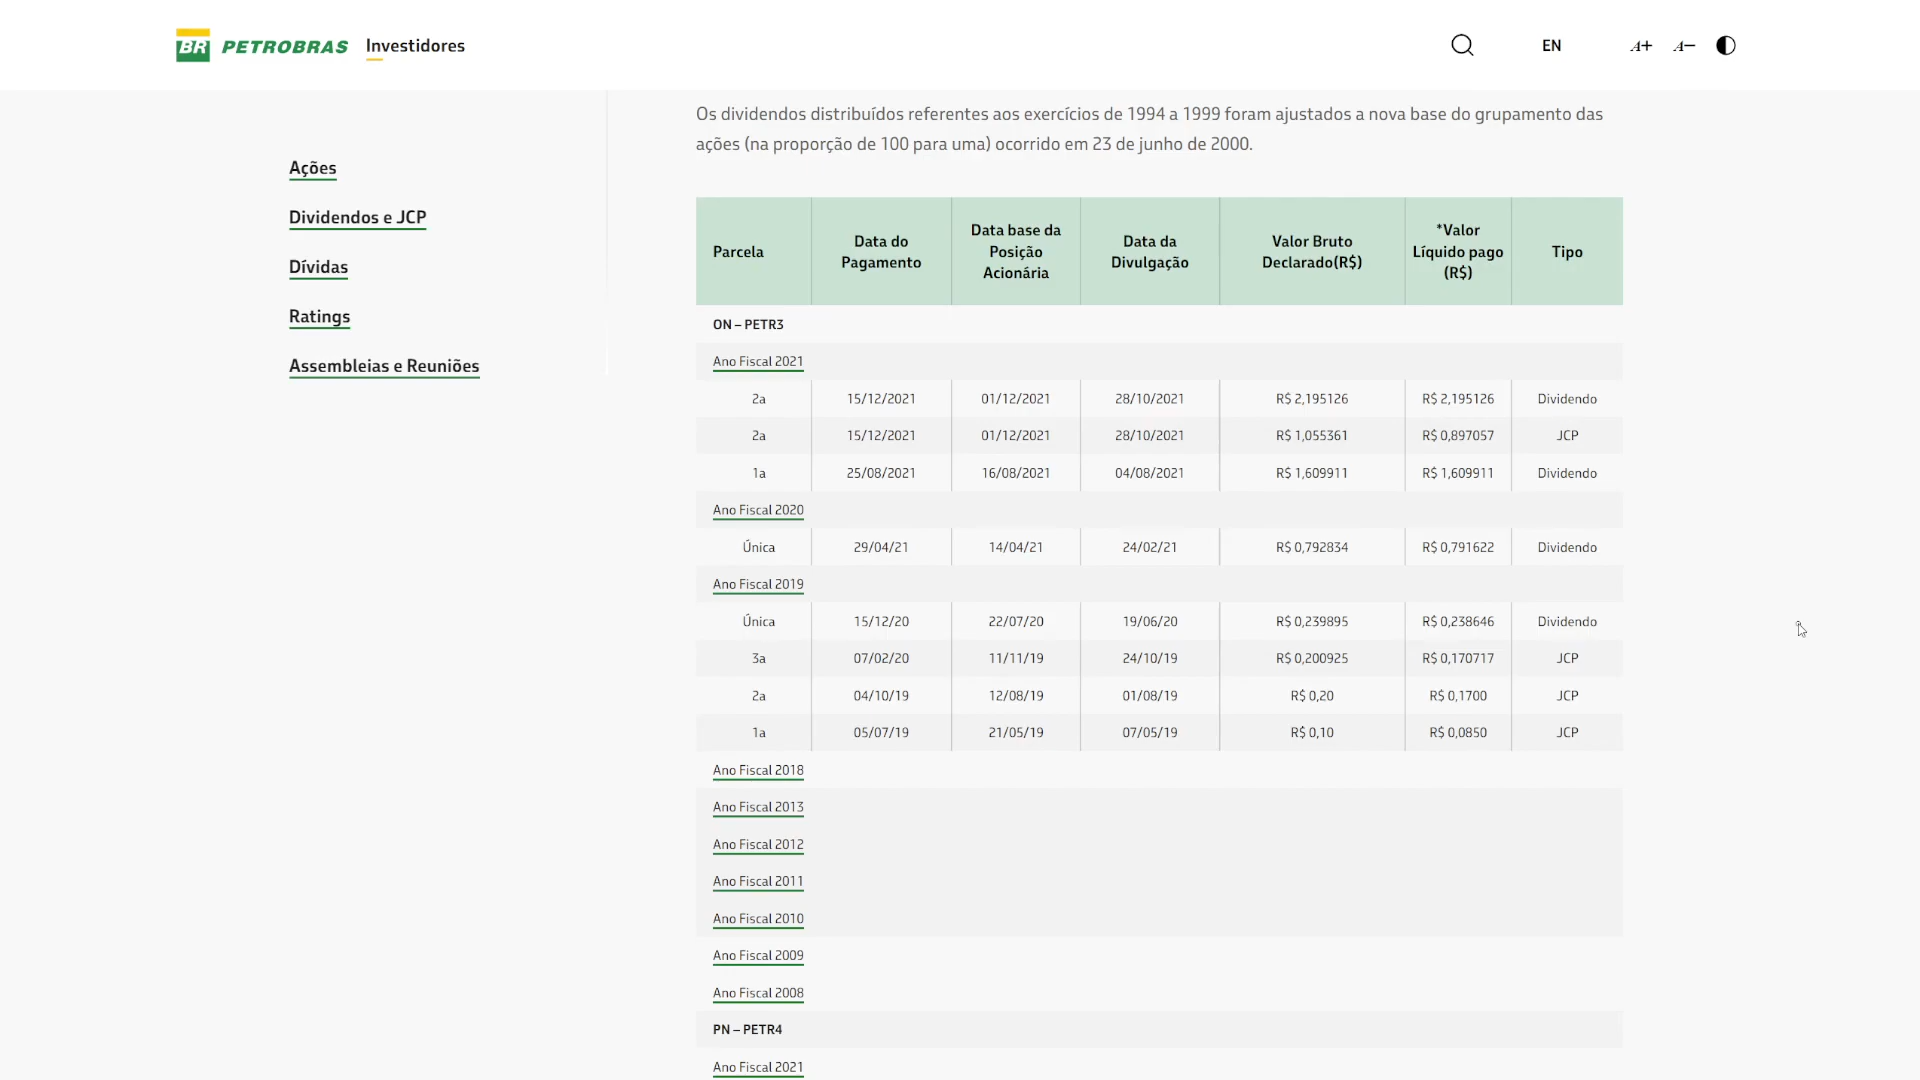 BR PETROBRAS Investidores EN A+ A−
Os dividendos distribuídos referentes aos exercícios de 1994 a 1999 foram ajustados a nova base do grupamento das
ações (na proporção de 100 para uma) ocorrido em 23 de junho de 2000.
Ações
Dividendos e JCP
Dívidas
Ratings
Assembleias e Reuniões
Parcela
Data do
Pagamento
Data base da
Posição
Acionária
Data da
Divulgação
Valor Bruto
Declarado(R$)
*Valor
Líquido pago
(R$)
Tipo
ON – PETR3
Ano Fiscal 2021
2a 15/12/2021 01/12/2021 28/10/2021 R$ 2,195126 R$ 2,195126 Dividendo
2a 15/12/2021 01/12/2021 28/10/2021 R$ 1,055361 R$ 0,897057 JCP
1a 25/08/2021 16/08/2021 04/08/2021 R$ 1,609911 R$ 1,609911 Dividendo
Ano Fiscal 2020
Única 29/04/21 14/04/21 24/02/21 R$ 0,792834 R$ 0,791622 Dividendo
Ano Fiscal 2019
Única 15/12/20 22/07/20 19/06/20 R$ 0,239895 R$ 0,238646 Dividendo
3a 07/02/20 11/11/19 24/10/19 R$ 0,200925 R$ 0,170717 JCP
2a 04/10/19 12/08/19 01/08/19 R$ 0,20 R$ 0,1700 JCP
1a 05/07/19 21/05/19 07/05/19 R$ 0,10 R$ 0,0850 JCP
Ano Fiscal 2018
Ano Fiscal 2013
Ano Fiscal 2012
Ano Fiscal 2011
Ano Fiscal 2010
Ano Fiscal 2009
Ano Fiscal 2008
PN – PETR4
Ano Fiscal 2021